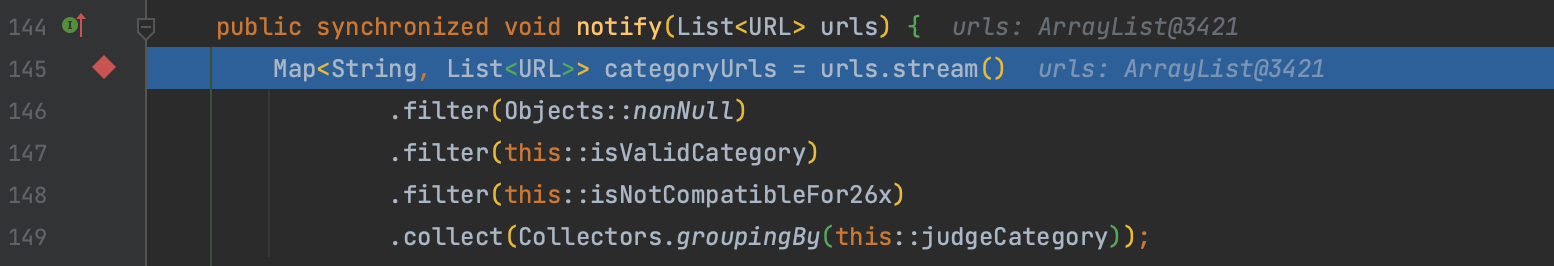 144 public synchronized void notify(List<URL> urls) { urls: ArrayList@3421
145 Map<String, List<URL>> categoryUrls = urls.stream() urls: ArrayList@3421
146 .filter(Objects::nonNull)
147 .filter(this::isValidCategory)
148 .filter(this::isNotCompatibleFor26x)
149 .collect(Collectors.groupingBy(this::judgeCategory));